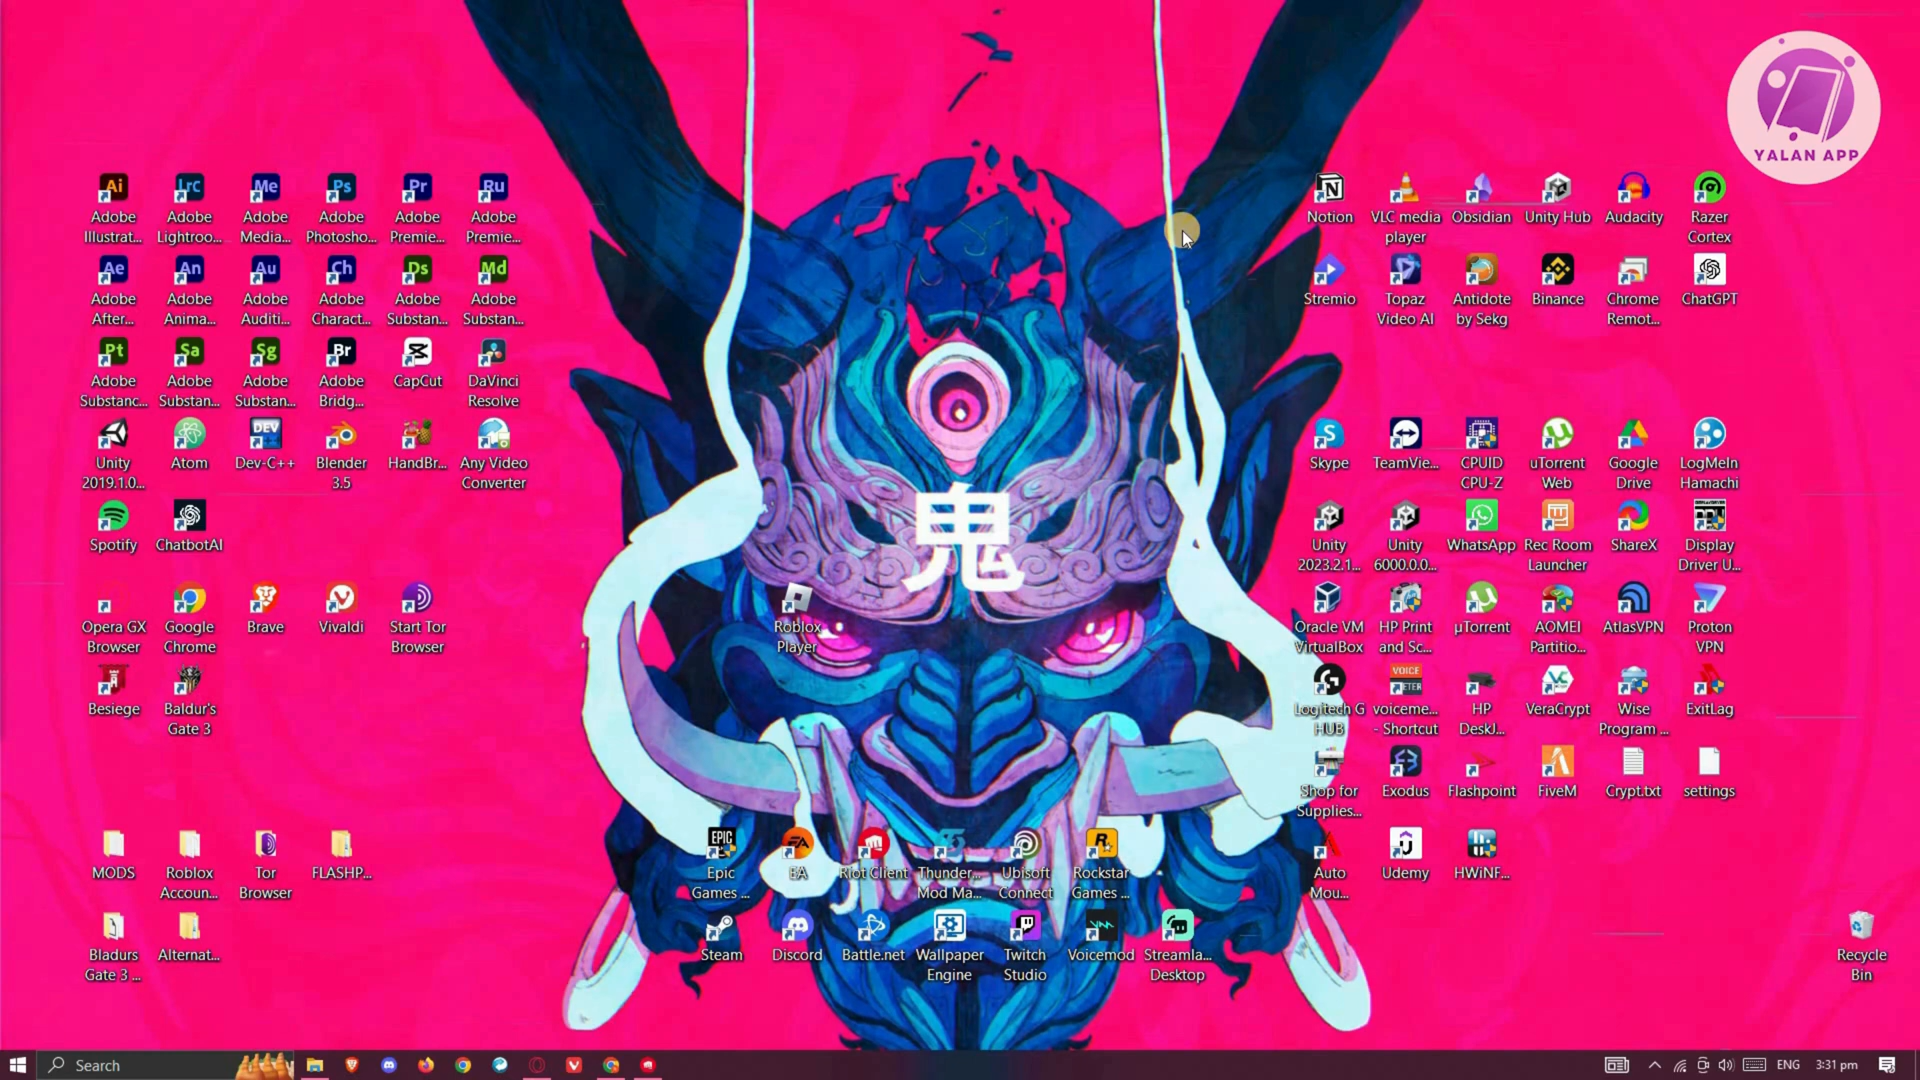 YALAN APP
Adobe Illustrat...
Adobe Lightroo...
Adobe Media...
Adobe Photosho...
Adobe Premie...
Adobe Premie...
Notion
VLC media player
Obsidian
Unity Hub
Audacity
Razer Cortex
Adobe After...
Adobe Anima...
Adobe Auditi...
Adobe Charact...
Adobe Substan...
Adobe Substan...
Stremio
Topaz Video AI
Antidote by Sekg
Binance
Chrome Remot...
ChatGPT
Adobe Substanc...
Adobe Substan...
Adobe Substan...
Adobe Bridg...
CapCut
DaVinci Resolve
Unity 2019.1.0...
Atom
Dev-C++
Blender 3.5
HandBr...
Any Video Converter
Skype
TeamVie...
CPUID CPU-Z
uTorrent Web
Google Drive
LogMeIn Hamachi
Spotify
ChatbotAI
鬼
Unity 2023.2.1...
Unity 6000.0.0...
WhatsApp
Rec Room Launcher
ShareX
Display Driver U...
Opera GX Browser
Google Chrome
Brave
Vivaldi
Start Tor Browser
Roblox Player
Oracle VM VirtualBox
HP Print and Sc...
µTorrent
AOMEI Partitio...
AtlasVPN
Proton VPN
Besiege
Baldur's Gate 3
Logitech G HUB
voiceme... - Shortcut
HP DeskJ...
VeraCrypt
Wise Program ...
ExitLag
Shop for Supplies...
Exodus
Flashpoint
FiveM
Crypt.txt
settings
MODS
Roblox Accoun...
Tor Browser
FLASHP...
Epic Games ...
EA
Riot Client
Thunder... Mod Ma...
Ubisoft Connect
Rockstar Games ...
Auto Mou...
Udemy
HWiNF...
Bladurs Gate 3 ...
Alternat...
Steam
Discord
Battle.net
Wallpaper Engine
Twitch Studio
Voicemod
Streamla... Desktop
Recycle Bin
Search
ENG
3:31 pm